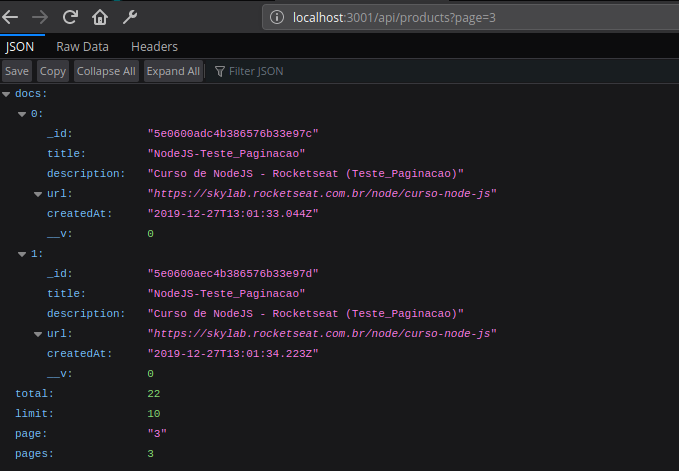 localhost:3001/api/products?page=3
JSON Raw Data Headers
Save Copy Collapse All Expand All Filter JSON
docs:
0:
_id: "5e0600adc4b386576b33e97c"
title: "NodeJS-Teste_Paginacao"
description: "Curso de NodeJS - Rocketseat (Teste_Paginacao)"
url: "https://skylab.rocketseat.com.br/node/curso-node-js"
createdAt: "2019-12-27T13:01:33.044Z"
__v: 0
1:
_id: "5e0600aec4b386576b33e97d"
title: "NodeJS-Teste_Paginacao"
description: "Curso de NodeJS - Rocketseat (Teste_Paginacao)"
url: "https://skylab.rocketseat.com.br/node/curso-node-js"
createdAt: "2019-12-27T13:01:34.223Z"
__v: 0
total: 22
limit: 10
page: "3"
pages: 3